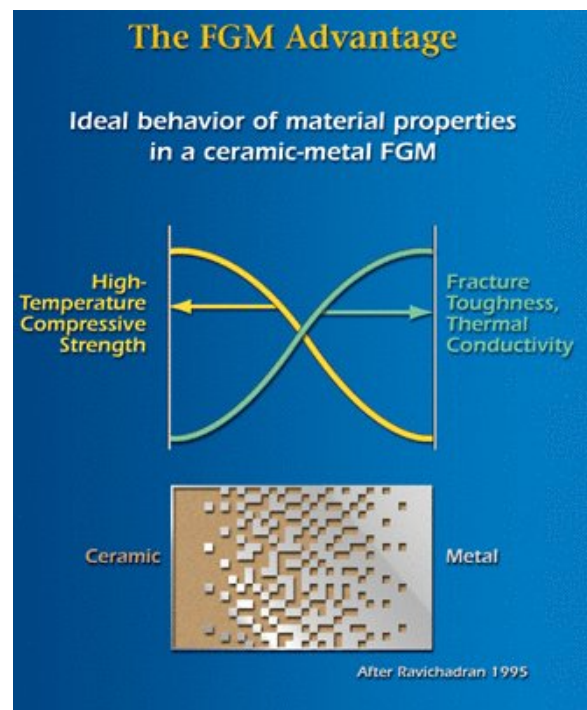 The FGM Advantage
Ideal behavior of material properties
in a ceramic-metal FGM
High-
Temperature
Compressive
Strength
Fracture
Toughness,
Thermal
Conductivity
Ceramic
Metal
After Ravichadran 1995